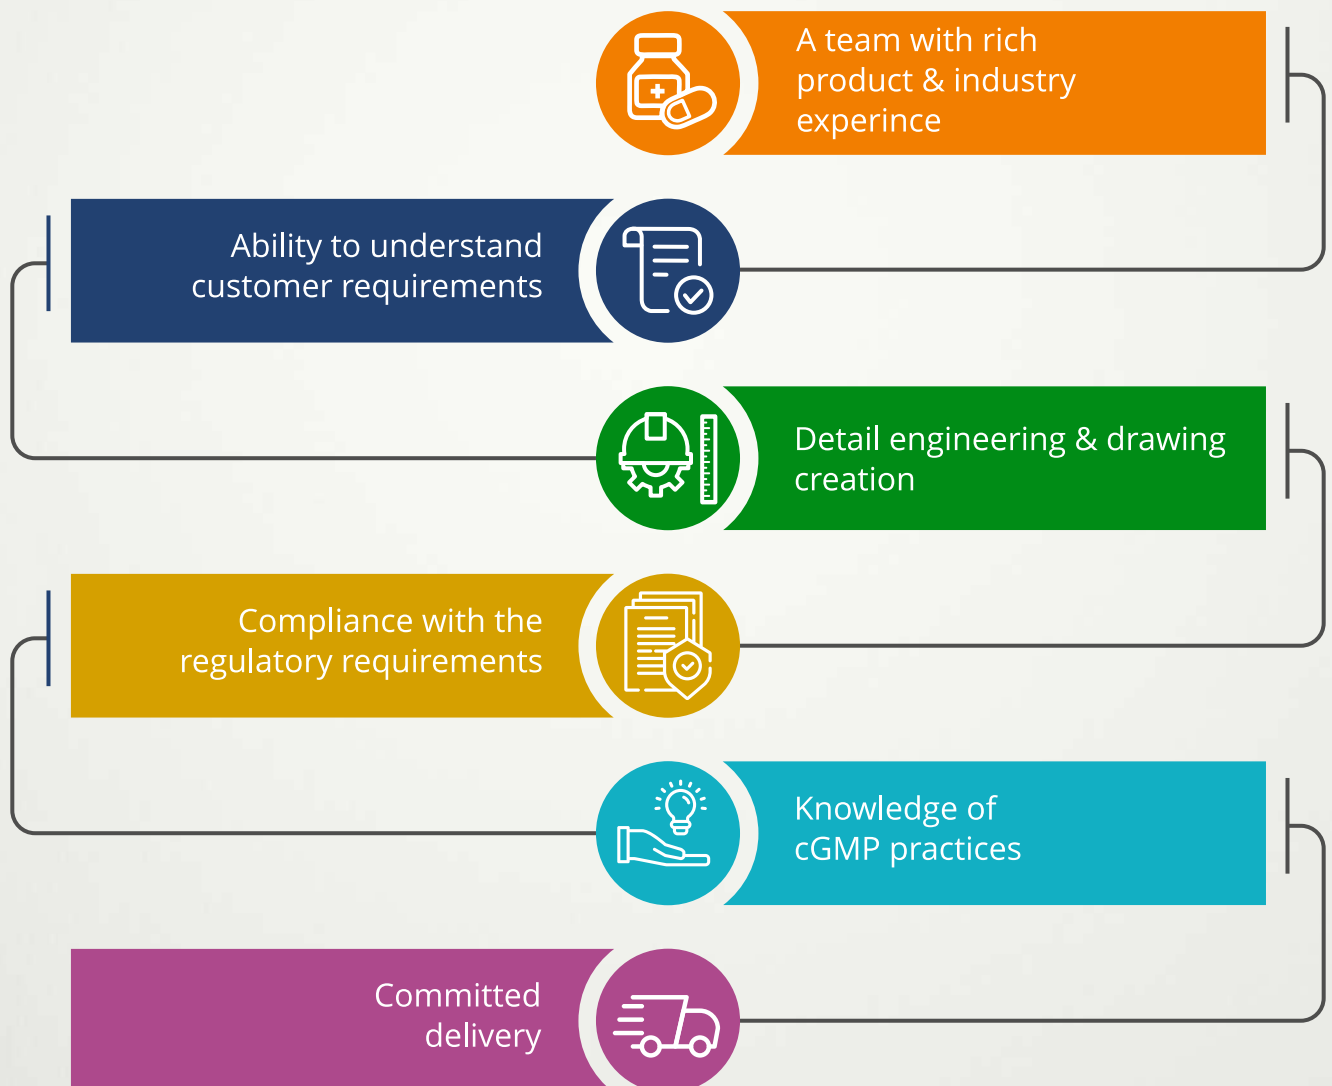 A team with rich
product & industry
experince
Ability to understand
customer requirements
Detail engineering & drawing
creation
Compliance with the
regulatory requirements
Knowledge of
cGMP practices
Committed
delivery